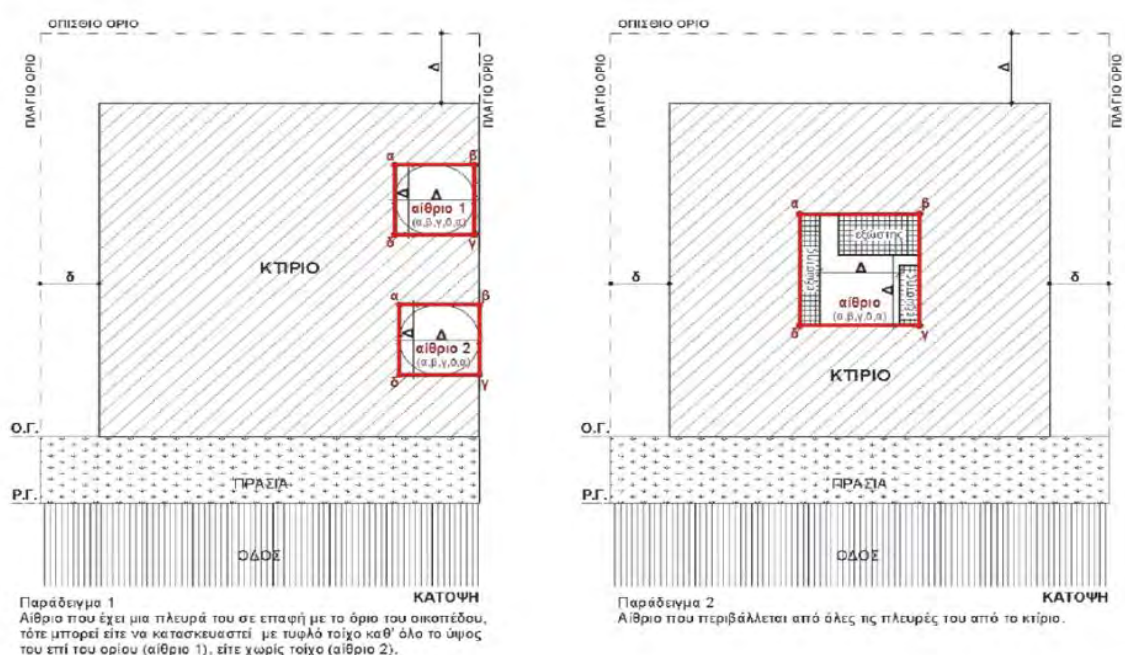 ΟΠΙΣΘΙΟ ΟΡΙΟ
ΠΛΑΓΙΟ ΟΡΙΟ
ΠΛΑΓΙΟ ΟΡΙΟ
Δ
α
β
Δ
Δ
αίθριο 1
(α,β,γ,δ,α)
δ
γ
ΚΤΙΡΙΟ
δ
α
β
Δ
Δ
αίθριο 2
(α,β,γ,δ,α)
δ
γ
Ο.Γ.
ΠΡΑΣΙΑ
Ρ.Γ.
ΟΔΟΣ
ΚΑΤΟΨΗ
Παράδειγμα 1
Αίθριο που έχει μια πλευρά του σε επαφή με το όριο του οικοπέδου,
τότε μπορεί είτε να κατασκευαστεί με τυφλό τοίχο καθ' όλο το ύψος
του επί του ορίου (αίθριο 1), είτε χωρίς τοίχο (αίθριο 2).
ΟΠΙΣΘΙΟ ΟΡΙΟ
ΠΛΑΓΙΟ ΟΡΙΟ
ΠΛΑΓΙΟ ΟΡΙΟ
Δ
α
β
εξώστης
εξώστης
Δ
Δ
εξώστης
αίθριο
(α,β,γ,δ,α)
δ
γ
δ
δ
ΚΤΙΡΙΟ
Ο.Γ.
ΠΡΑΣΙΑ
Ρ.Γ.
ΟΔΟΣ
ΚΑΤΟΨΗ
Παράδειγμα 2
Αίθριο που περιβάλλεται από όλες τις πλευρές του από το κτίριο.